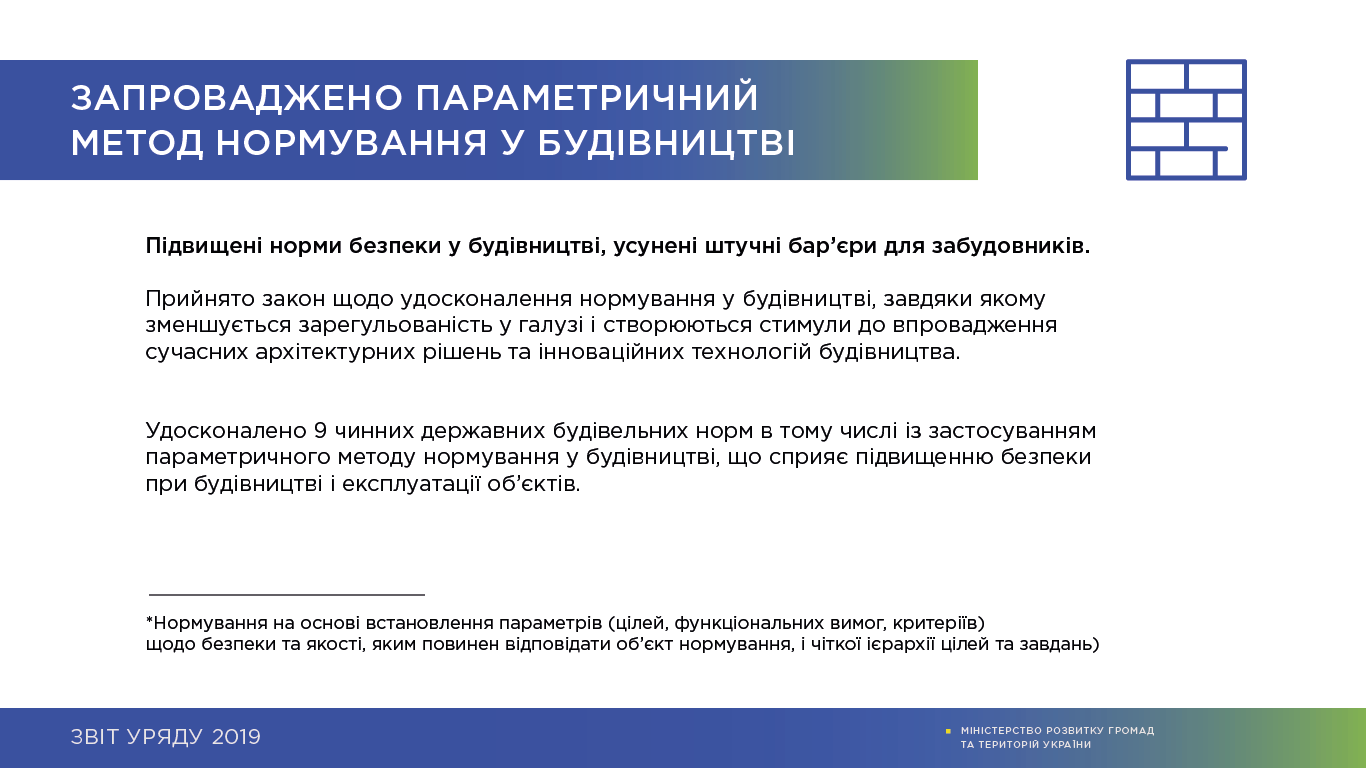 ЗАПРОВАДЖЕНО ПАРАМЕТРИЧНИЙ
МЕТОД НОРМУВАННЯ У БУДІВНИЦТВІ
Підвищені норми безпеки у будівництві, усунені штучні бар’єри для забудовників.
Прийнято закон щодо удосконалення нормування у будівництві, завдяки якому
зменшується зарегульованість у галузі і створюються стимули до впровадження
сучасних архітектурних рішень та інноваційних технологій будівництва.
Удосконалено 9 чинних державних будівельних норм в тому числі із застосуванням
параметричного методу нормування у будівництві, що сприяє підвищенню безпеки
при будівництві і експлуатації об’єктів.
*Нормування на основі встановлення параметрів (цілей, функціональних вимог, критеріїв)
щодо безпеки та якості, яким повинен відповідати об’єкт нормування, і чіткої ієрархії цілей та завдань)
ЗВІТ УРЯДУ 2019
МІНІСТЕРСТВО РОЗВИТКУ ГРОМАД
ТА ТЕРИТОРІЙ УКРАЇНИ